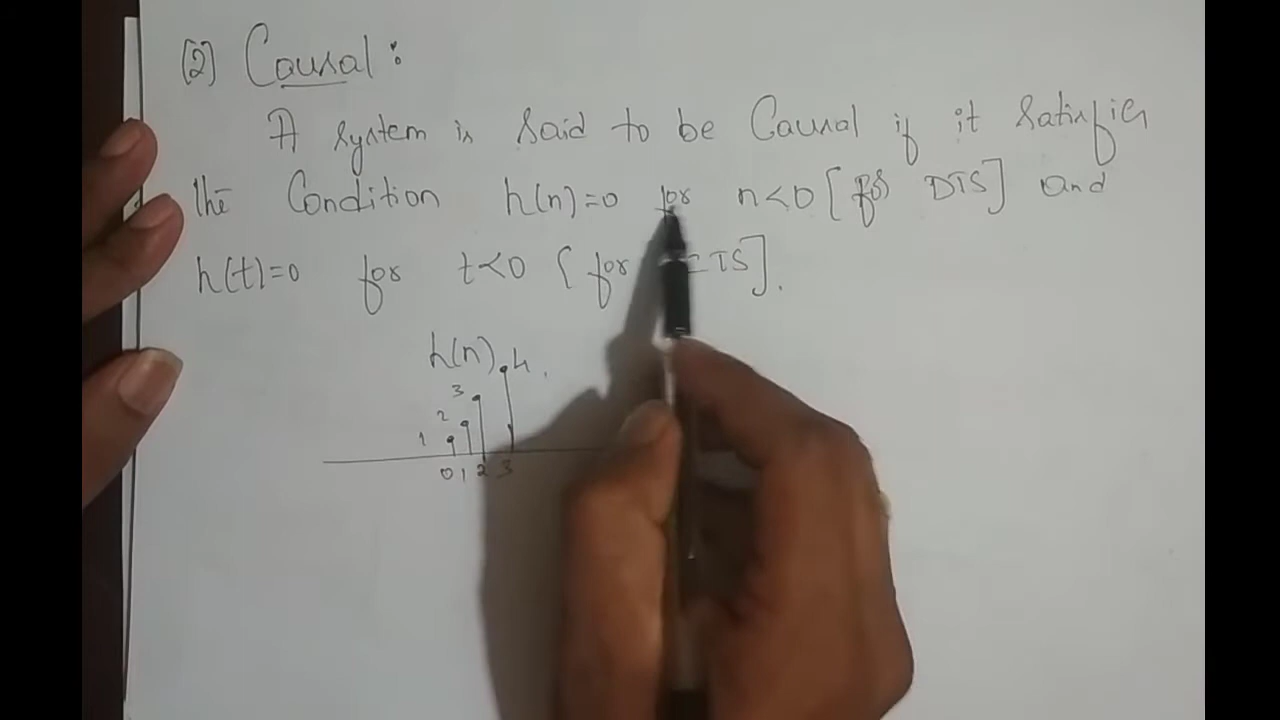 (2) Causal :
A system is said to be Causal if it satisfies
the Condition h(n)=0 for n<0 [for DTS] and
h(t)=0 for t<0 [for CTS].
h(n)
4
3
2
1
0 1 2 3